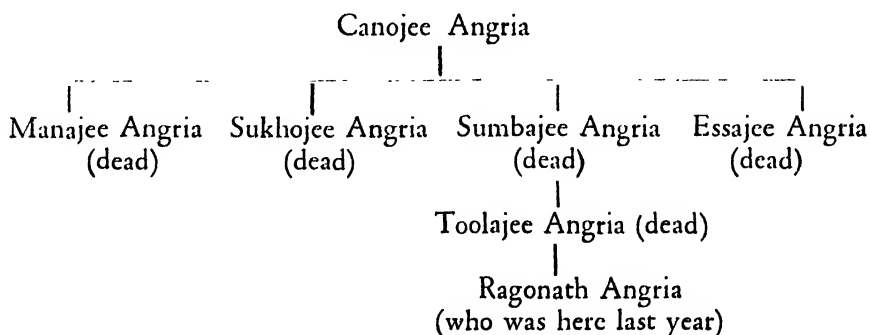 Canojee Angria
Manajee Angria Sukhojee Angria Sumbajee Angria Essajee Angria
(dead) (dead) (dead) (dead)
Toolajee Angria (dead)
Ragonath Angria
(who was here last year)